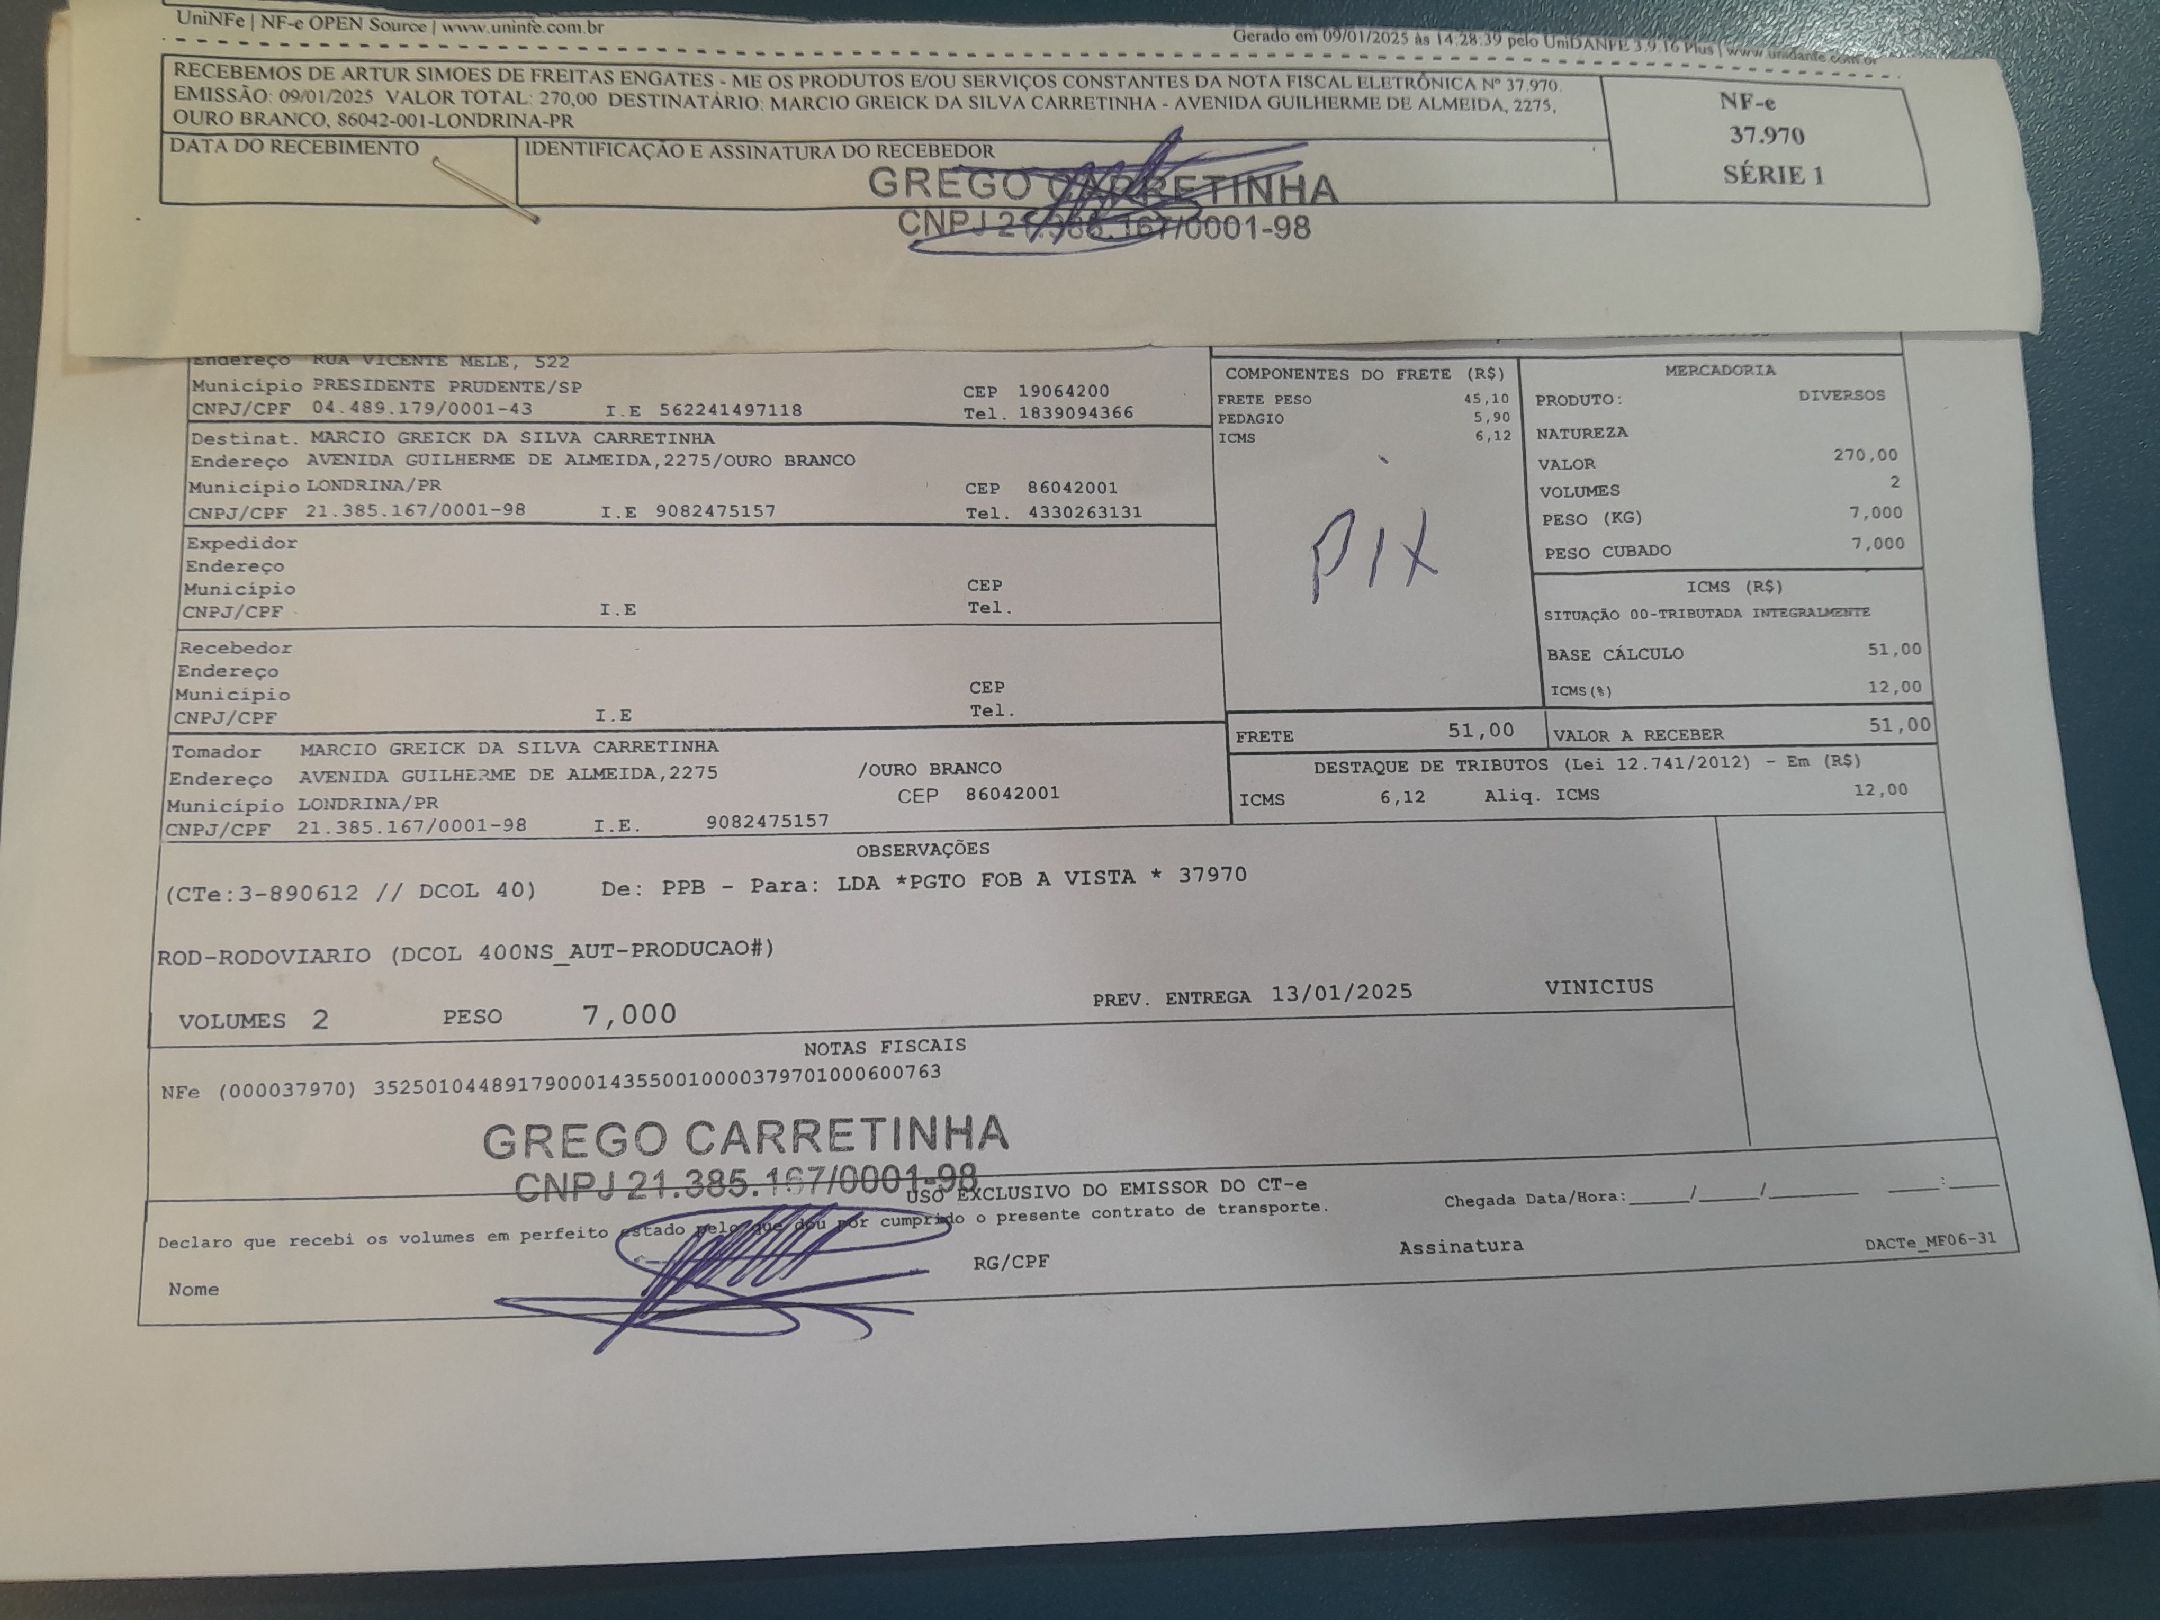 UniNFe | NF-e OPEN Source | www.uninfe.com.br
Gerado em 09/01/2025 às 14:28:39 pelo UniDANFE 3.9.16 Plus | www.unidanfe.com.br
RECEBEMOS DE ARTUR SIMOES DE FREITAS ENGATES - ME OS PRODUTOS E/OU SERVIÇOS CONSTANTES DA NOTA FISCAL ELETRÔNICA Nº 37.970.
EMISSÃO: 09/01/2025 VALOR TOTAL: 270,00 DESTINATÁRIO: MARCIO GREICK DA SILVA CARRETINHA - AVENIDA GUILHERME DE ALMEIDA, 2275,
OURO BRANCO, 86042-001-LONDRINA-PR
NF-e
37.970
SÉRIE 1
DATA DO RECEBIMENTO
IDENTIFICAÇÃO E ASSINATURA DO RECEBEDOR
GREGO CARRETINHA
CNPJ 21.385.167/0001-98
Endereço RUA VICENTE MELE, 522
Município PRESIDENTE PRUDENTE/SP CEP 19064200
CNPJ/CPF 04.489.179/0001-43 I.E 562241497118 Tel. 1839094366
Destinat. MARCIO GREICK DA SILVA CARRETINHA
Endereço AVENIDA GUILHERME DE ALMEIDA,2275/OURO BRANCO
Município LONDRINA/PR CEP 86042001
CNPJ/CPF 21.385.167/0001-98 I.E 9082475157 Tel. 4330263131
Expedidor
Endereço
Município CEP
CNPJ/CPF I.E Tel.
Recebedor
Endereço
Município CEP
CNPJ/CPF I.E Tel.
Tomador MARCIO GREICK DA SILVA CARRETINHA
Endereço AVENIDA GUILHERME DE ALMEIDA,2275 /OURO BRANCO
Município LONDRINA/PR CEP 86042001
CNPJ/CPF 21.385.167/0001-98 I.E. 9082475157
COMPONENTES DO FRETE (R$)
FRETE PESO 45,10
PEDAGIO 5,90
ICMS 6,12
PIX
MERCADORIA
PRODUTO: DIVERSOS
NATUREZA
VALOR 270,00
VOLUMES 2
PESO (KG) 7,000
PESO CUBADO 7,000
ICMS (R$)
SITUAÇÃO 00-TRIBUTADA INTEGRALMENTE
BASE CÁLCULO 51,00
ICMS(%) 12,00
FRETE 51,00 VALOR A RECEBER 51,00
DESTAQUE DE TRIBUTOS (Lei 12.741/2012) - Em (R$)
ICMS 6,12 Aliq. ICMS 12,00
OBSERVAÇÕES
(CTe:3-890612 // DCOL 40) De: PPB - Para: LDA *PGTO FOB A VISTA * 37970
ROD-RODOVIARIO (DCOL 400NS_AUT-PRODUCAO#)
VOLUMES 2 PESO 7,000 PREV. ENTREGA 13/01/2025 VINICIUS
NOTAS FISCAIS
NFe (000037970) 35250104489179000143550010000379701000600763
GREGO CARRETINHA
CNPJ 21.385.167/0001-98
USO EXCLUSIVO DO EMISSOR DO CT-e
Chegada Data/Hora:_____/_____/_______ ____:____
Declaro que recebi os volumes em perfeito estado pelo que dou por cumprido o presente contrato de transporte.
Nome RG/CPF Assinatura DACTe_MF06-31